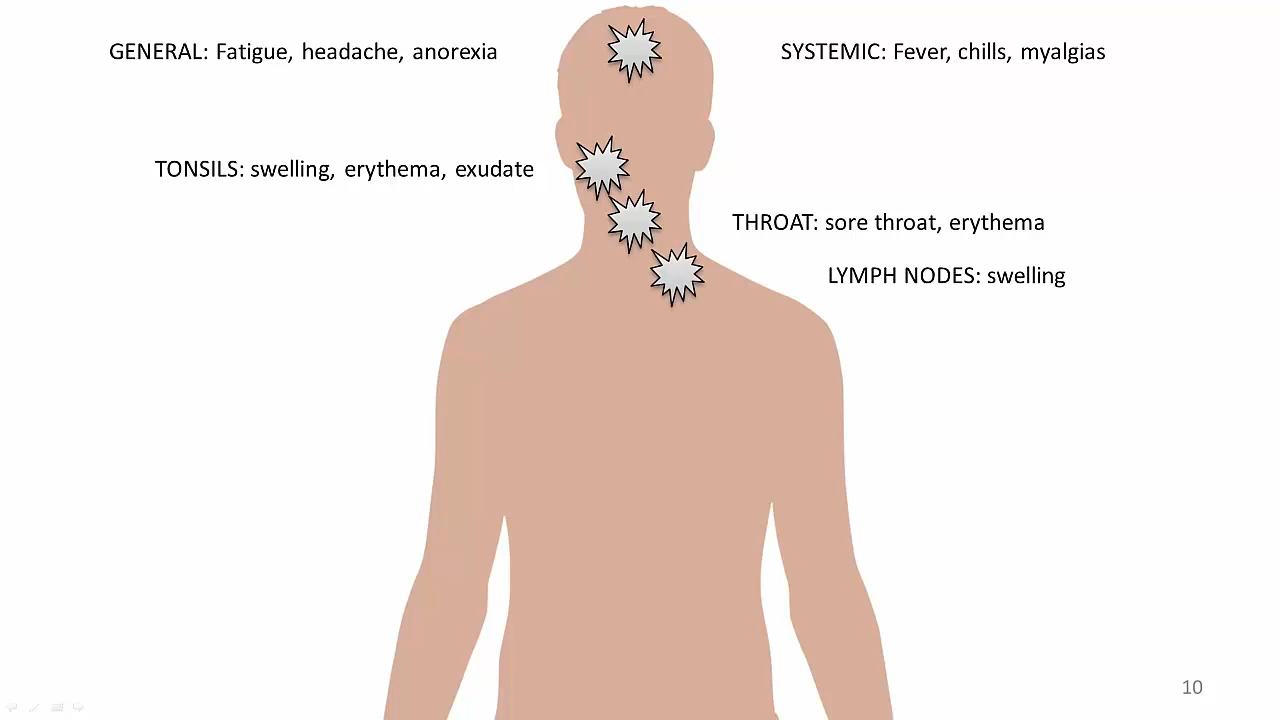 GENERAL: Fatigue, headache, anorexia
SYSTEMIC: Fever, chills, myalgias
TONSILS: swelling, erythema, exudate
THROAT: sore throat, erythema
LYMPH NODES: swelling
10